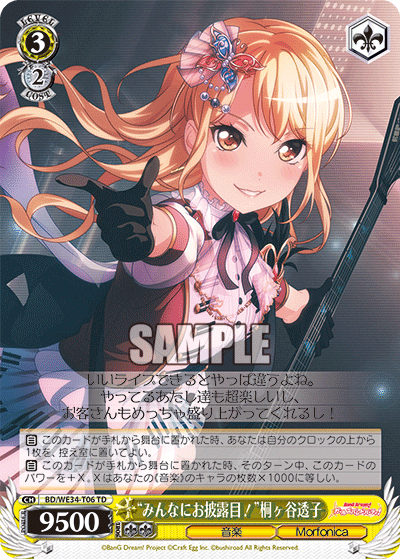 LEVEL
3
2
COST
SAMPLE
いいライブできるとやっぱ違うよね。
やってるあたし達も超楽しいし、
お客さんもめっちゃ盛り上がってくれるし!
【自】 このカードが手札から舞台に置かれた時、あなたは自分のクロックの上から
1枚を、控え室に置いてよい。
【自】 このカードが手札から舞台に置かれた時、そのターン中、このカードのパワー
を+X。Xはあなたの《音楽》のキャラの枚数×1000に等しい。
CH BD/WE34-T06 TD
“みんなにお披露目!”桐ヶ谷透子
9500
音楽 Morfonica
©BanG Dream! Project ©Craft Egg Inc. ©bushiroad All Rights Reserved.